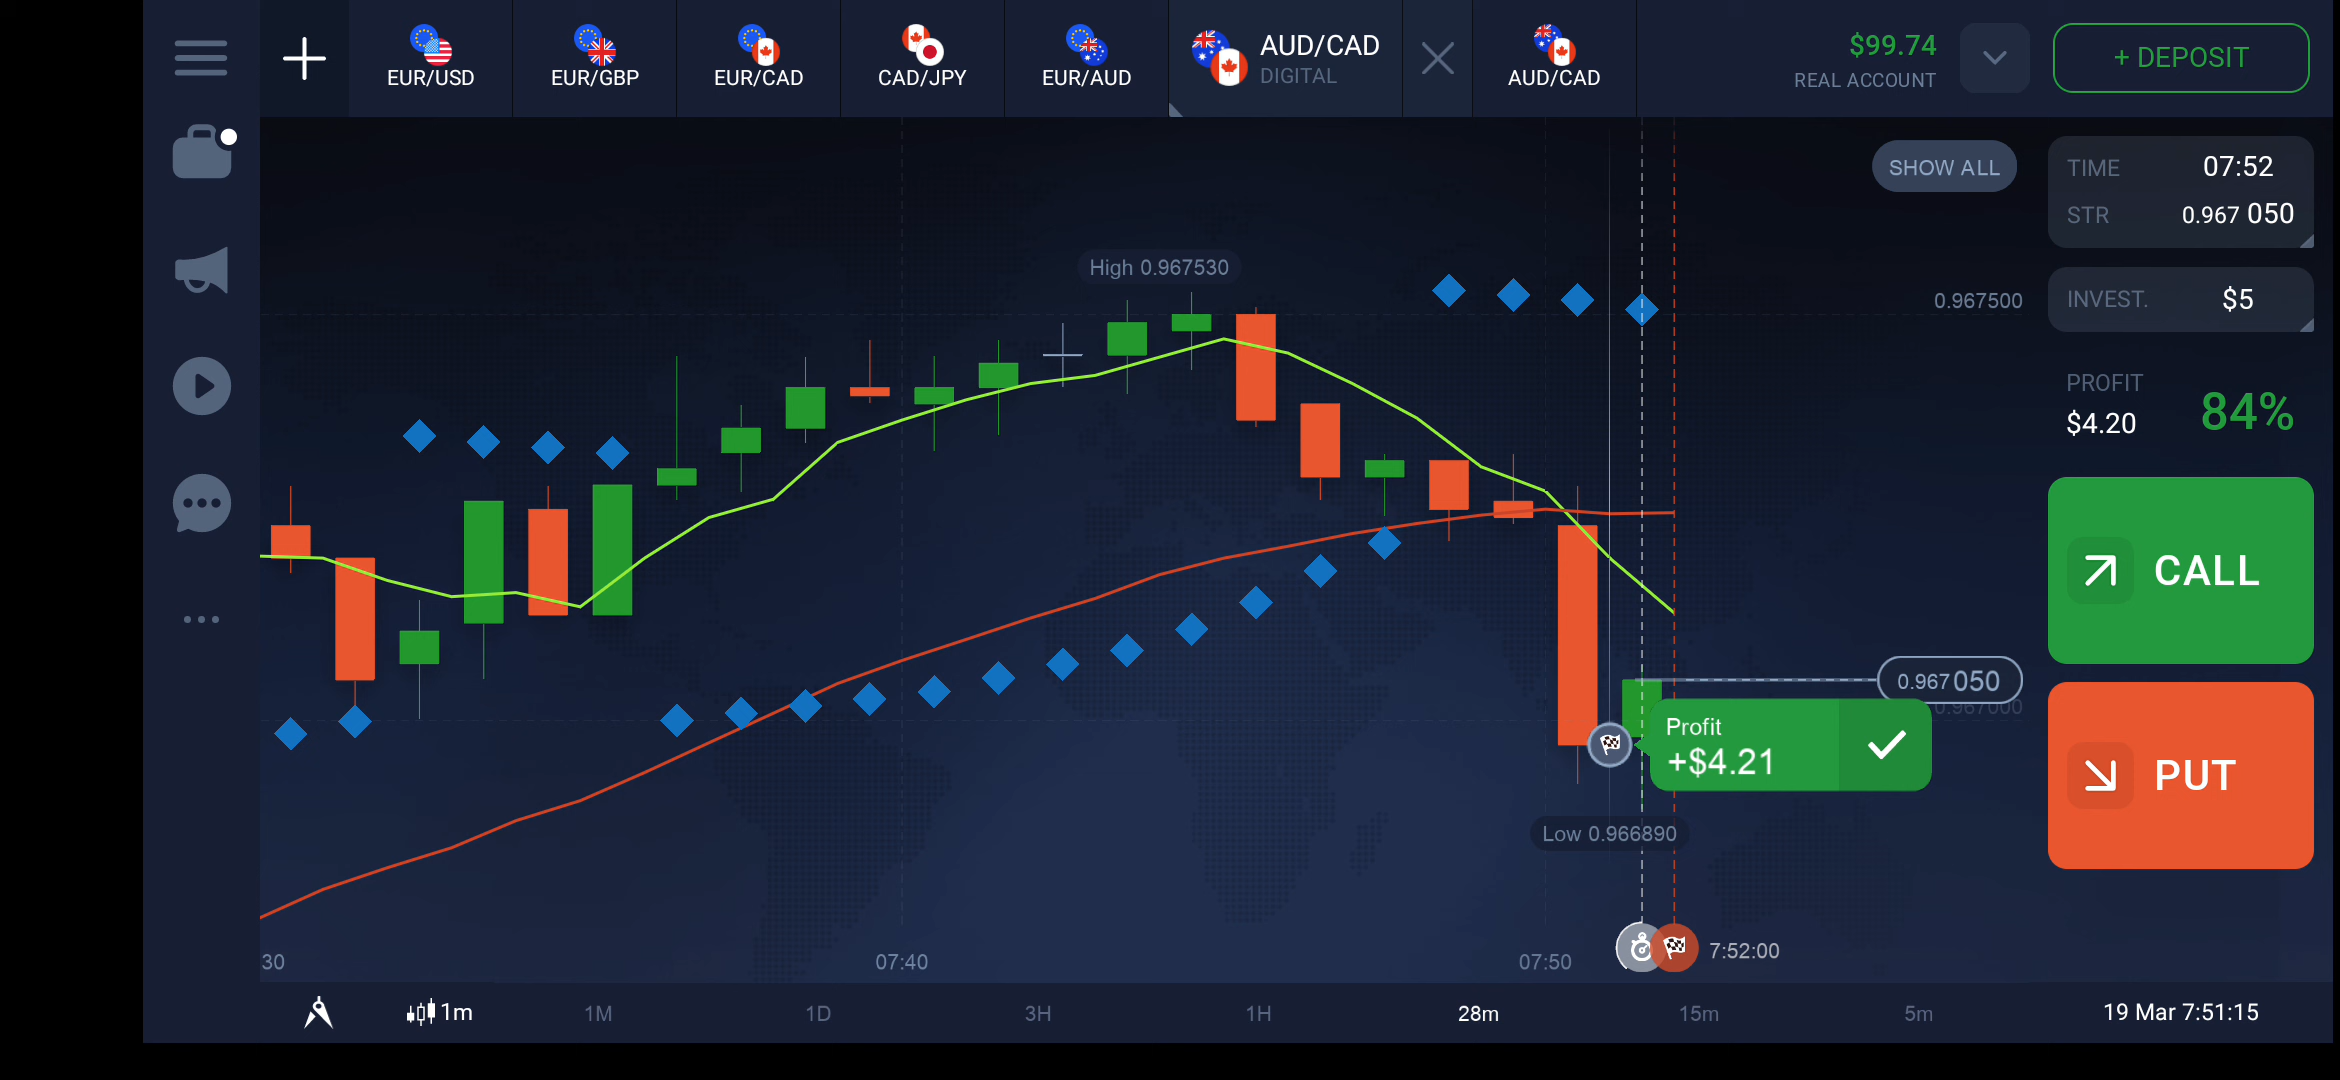 EUR/USD
EUR/GBP
EUR/CAD
CAD/JPY
EUR/AUD
AUD/CAD
DIGITAL
AUD/CAD
$99.74
REAL ACCOUNT
+ DEPOSIT
SHOW ALL
TIME 07:52
STR 0.967 050
High 0.967530
0.967500
INVEST. $5
PROFIT
$4.20
84%
CALL
0.967 050
0.967000
Profit
+$4.21
PUT
Low 0.966890
30
07:40
07:50
7:52:00
1m
1M
1D
3H
1H
28m
15m
5m
19 Mar 7:51:15